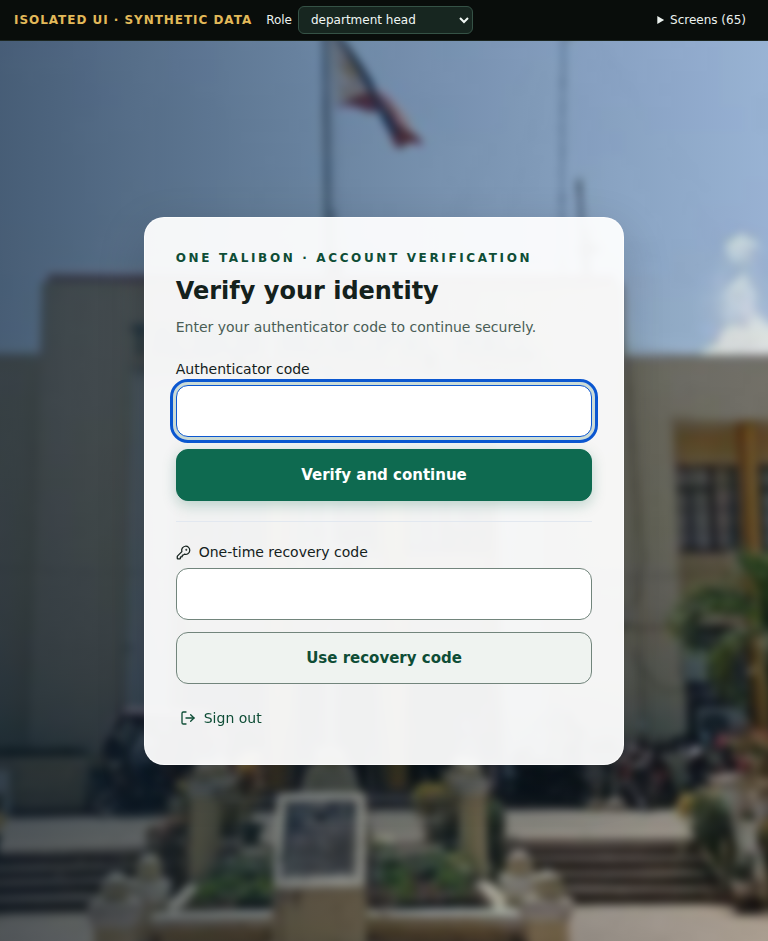 ISOLATED UI · SYNTHETIC DATA Role department head ▶ Screens (65)
ONE TALIBON · ACCOUNT VERIFICATION
Verify your identity
Enter your authenticator code to continue securely.
Authenticator code
Verify and continue
One-time recovery code
Use recovery code
Sign out